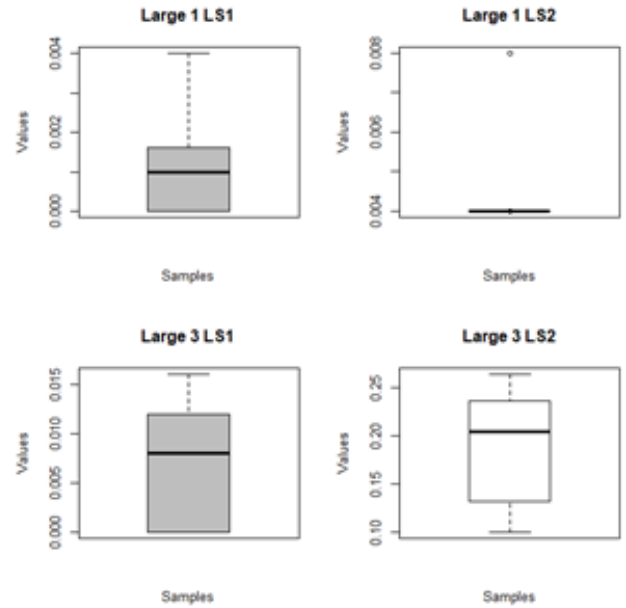 Large 1 LS1
Values
0.000 0.002 0.004
Samples
Large 1 LS2
Values
0.004 0.006 0.008
Samples
Large 3 LS1
Values
0.000 0.005 0.010 0.015
Samples
Large 3 LS2
Values
0.10 0.15 0.20 0.25
Samples